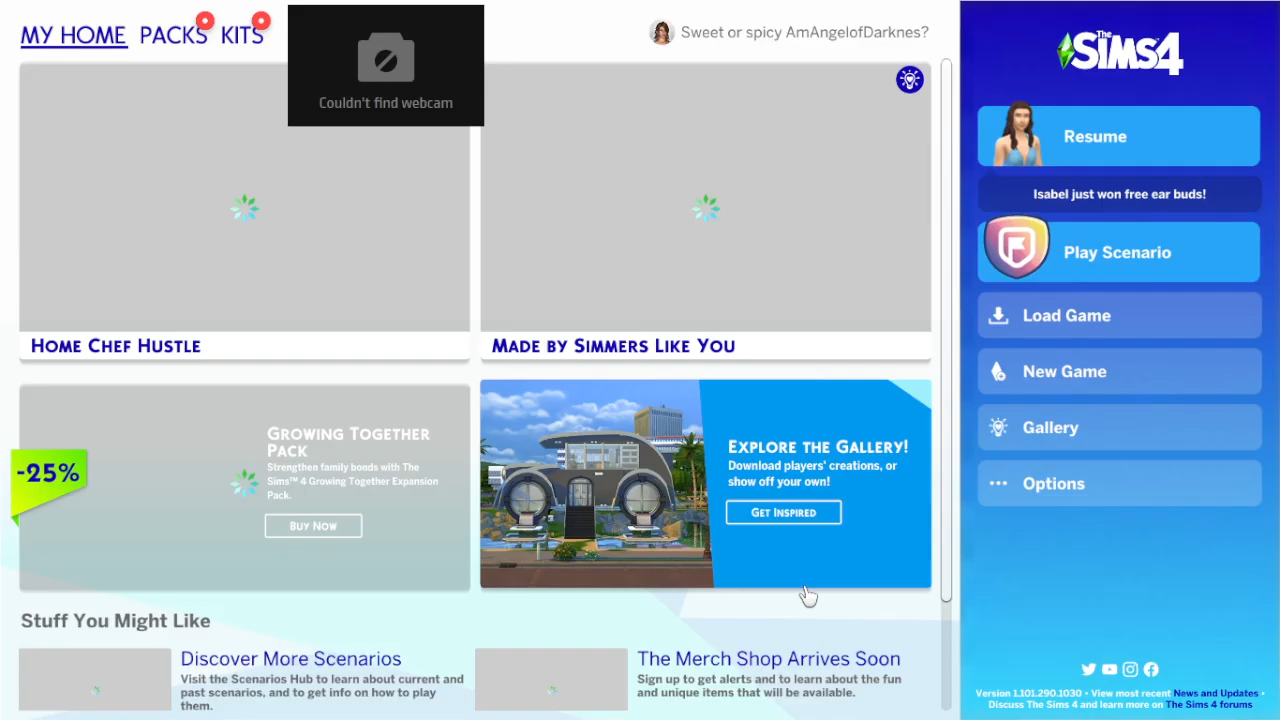 MY HOME PACKS KITS
Couldn't find webcam
Sweet or spicy AmAngelofDarknes?
HOME CHEF HUSTLE
MADE BY SIMMERS LIKE YOU
-25%
GROWING TOGETHER
PACK
Strengthen family bonds with The
Sims™ 4 Growing Together Expansion
Pack.
BUY NOW
EXPLORE THE GALLERY!
Download players' creations, or
show off your own!
GET INSPIRED
Stuff You Might Like
Discover More Scenarios
Visit the Scenarios Hub to learn about current and
past scenarios, and to get info on how to play
them.
The Merch Shop Arrives Soon
Sign up to get alerts and to learn about the fun
and unique items that will be available.
The SIMS 4
Resume
Isabel just won free ear buds!
Play Scenario
Load Game
New Game
Gallery
Options
Version 1.101.290.1030 • View most recent News and Updates •
Discuss The Sims 4 and learn more on The Sims 4 forums